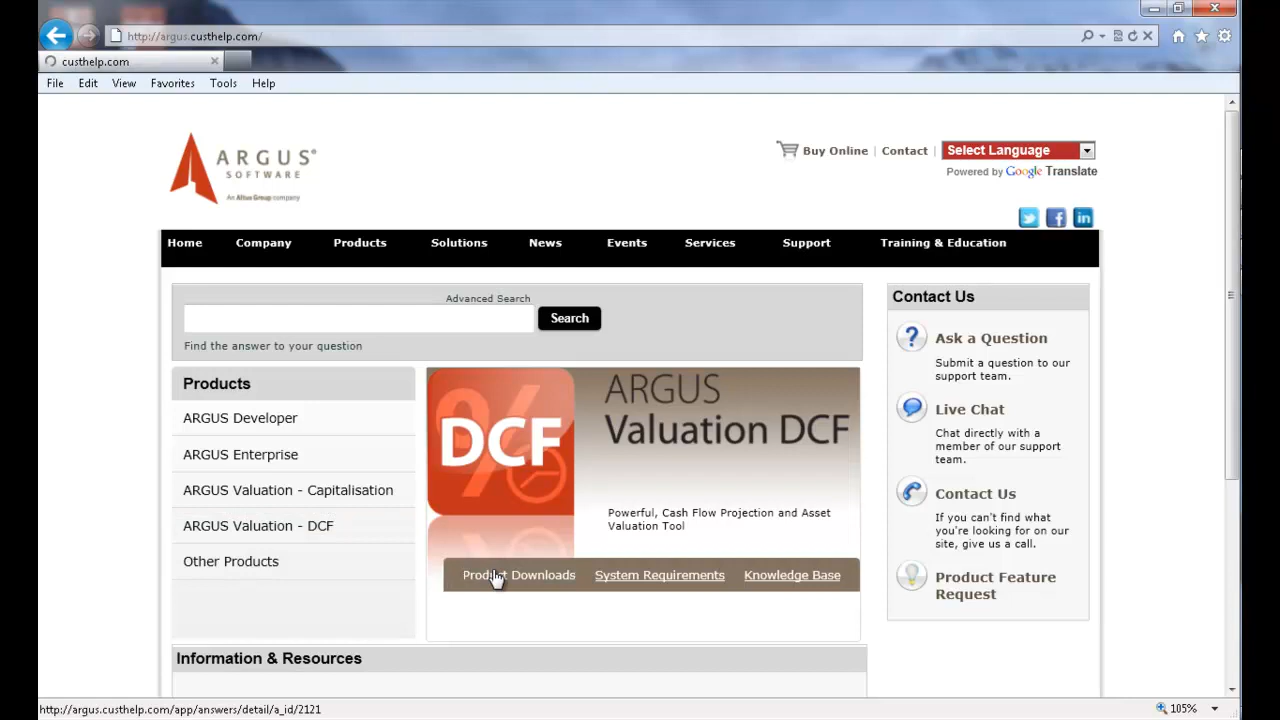 http://argus.custhelp.com/
custhelp.com
File Edit View Favorites Tools Help
ARGUS®
SOFTWARE
An Altus Group company
Buy Online | Contact | Select Language
Powered by Google Translate
Home Company Products Solutions News Events Services Support Training & Education
Advanced Search
Search
Find the answer to your question
Products
ARGUS Developer
ARGUS Enterprise
ARGUS Valuation - Capitalisation
ARGUS Valuation - DCF
Other Products
%
DCF
ARGUS
Valuation DCF
Powerful, Cash Flow Projection and Asset
Valuation Tool
Product Downloads System Requirements Knowledge Base
Contact Us
Ask a Question
Submit a question to our
support team.
Live Chat
Chat directly with a
member of our support
team.
Contact Us
If you can't find what
you're looking for on our
site, give us a call.
Product Feature
Request
Information & Resources
http://argus.custhelp.com/app/answers/detail/a_id/2121
105%